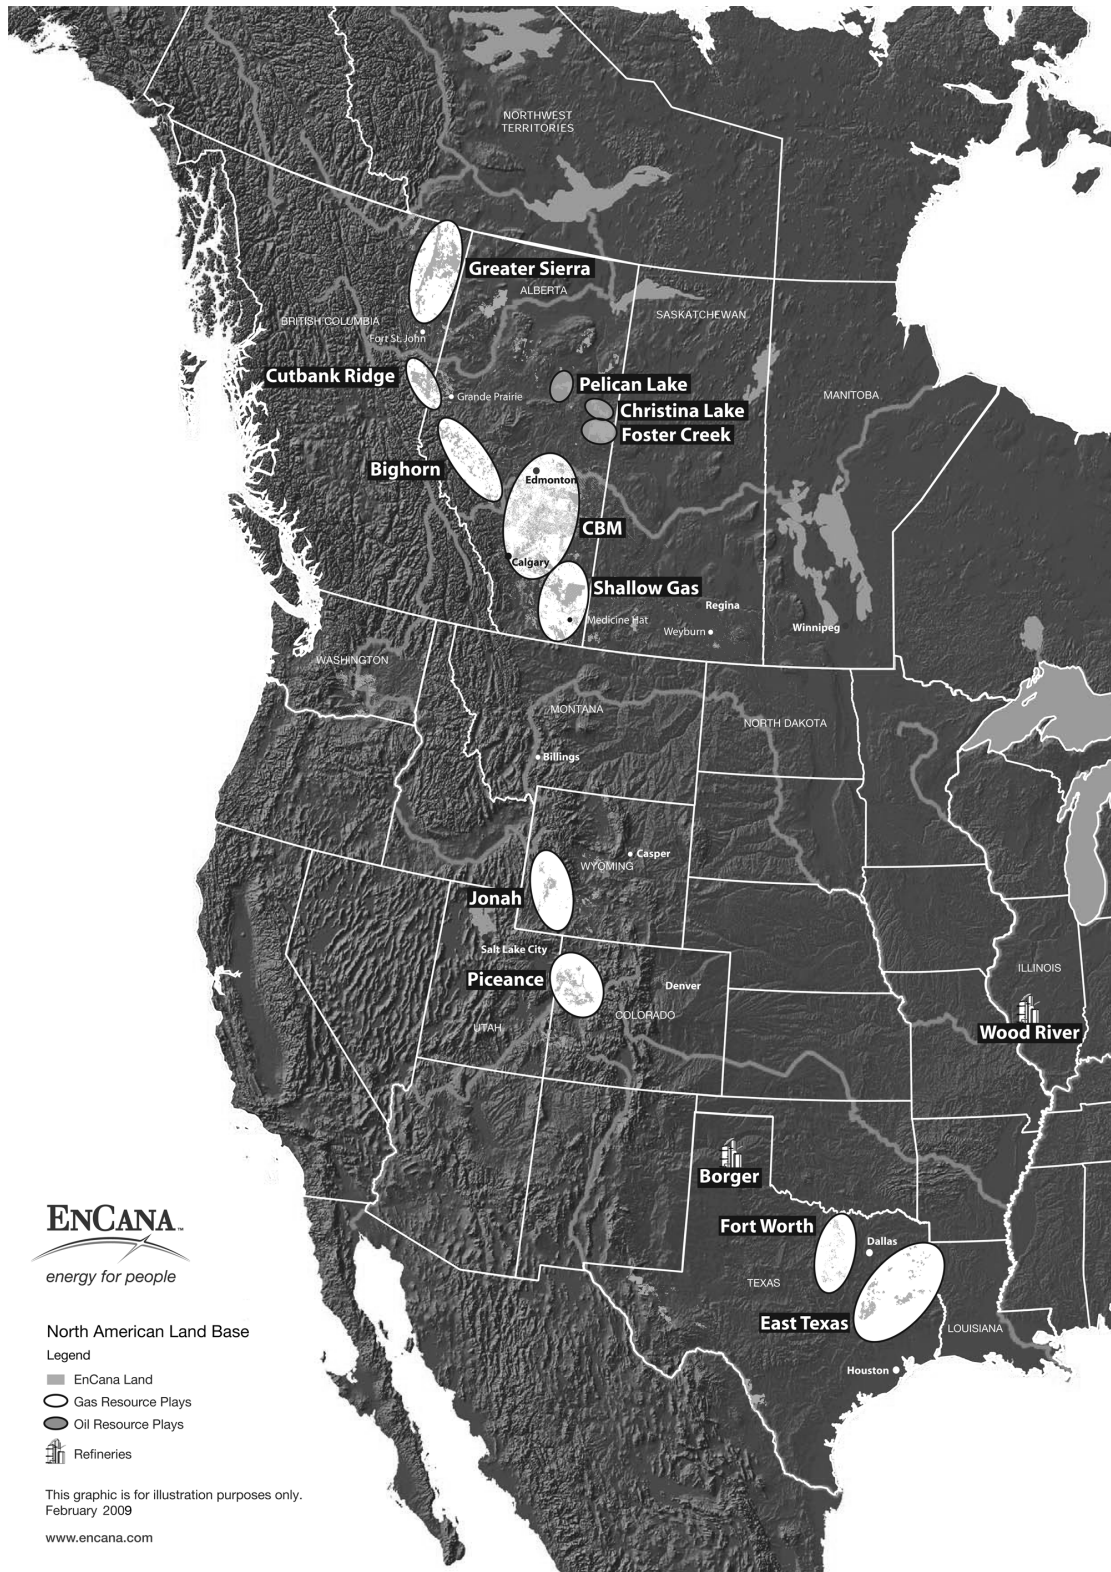 NORTHWEST
TERRITORIES
Greater Sierra
ALBERTA
SASKATCHEWAN
BRITISH COLUMBIA
Fort St. John
Cutbank Ridge
Grande Prairie
Pelican Lake
MANITOBA
Christina Lake
Foster Creek
Bighorn
Edmonton
CBM
Calgary
Shallow Gas
Regina
Medicine Hat
Weyburn
Winnipeg
WASHINGTON
MONTANA
NORTH DAKOTA
Billings
Casper
WYOMING
Jonah
Salt Lake City
Piceance
Denver
ILLINOIS
COLORADO
UTAH
Wood River
Borger
Fort Worth
Dallas
TEXAS
East Texas
LOUISIANA
Houston
ENCANA™
energy for people
North American Land Base
Legend
EnCana Land
Gas Resource Plays
Oil Resource Plays
Refineries
This graphic is for illustration purposes only.
February 2009
www.encana.com